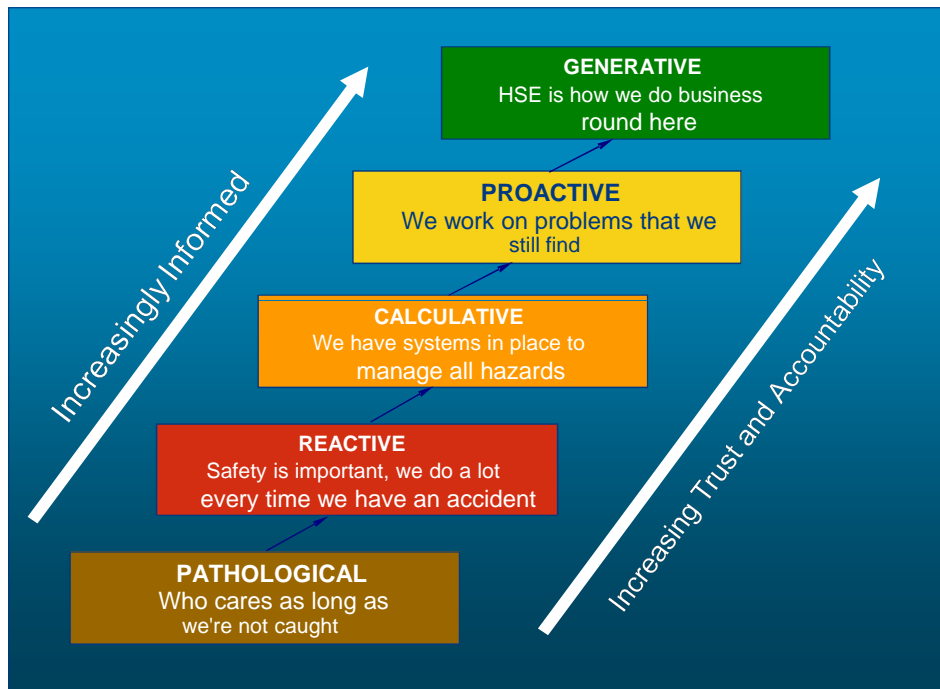 GENERATIVE
HSE is how we do business
round here
PROACTIVE
We work on problems that we
still find
CALCULATIVE
We have systems in place to
manage all hazards
REACTIVE
Safety is important, we do a lot
every time we have an accident
PATHOLOGICAL
Who cares as long as
we're not caught
Increasingly Informed
Increasing Trust and Accountability